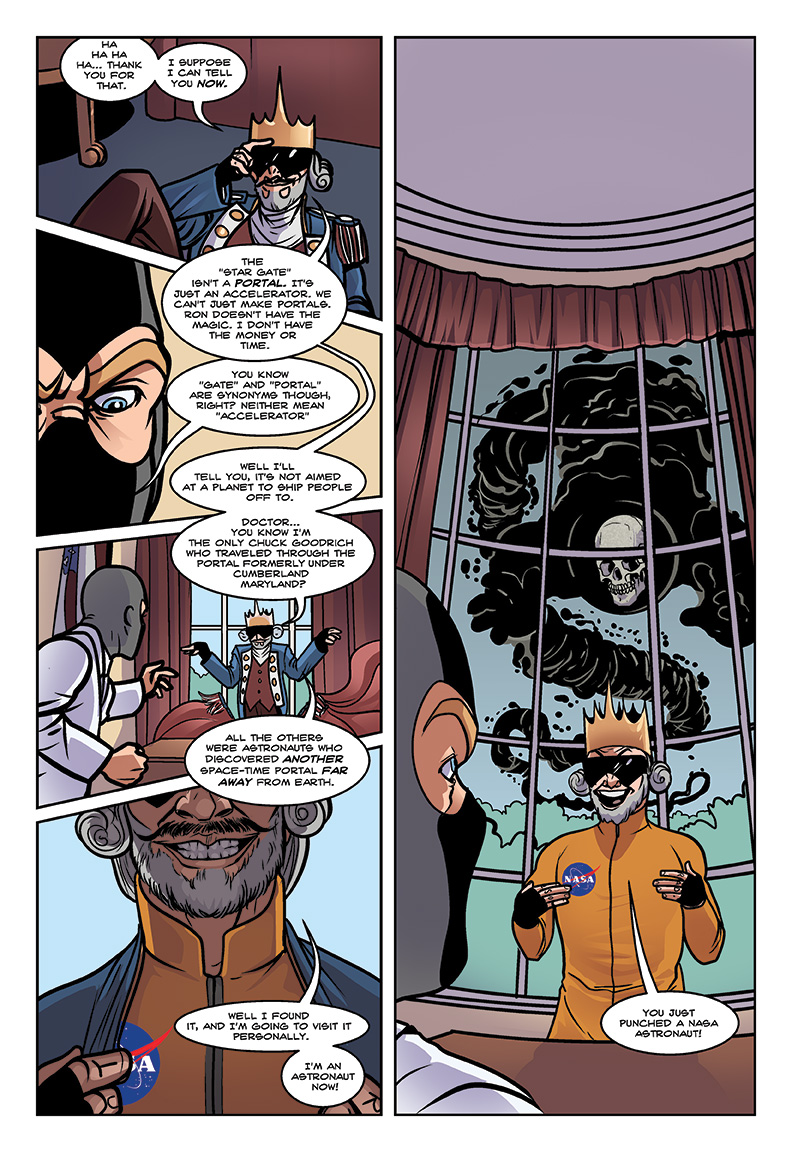 HA
HA HA
HA... THANK
YOU FOR
THAT.
I SUPPOSE
I CAN TELL
YOU NOW.
THE
"STAR GATE"
ISN'T A PORTAL. IT'S
JUST AN ACCELERATOR. WE
CAN'T JUST MAKE PORTALS.
RON DOESN'T HAVE THE
MAGIC. I DON'T HAVE
THE MONEY OR
TIME.
YOU KNOW
"GATE" AND "PORTAL"
ARE SYNONYMS THOUGH,
RIGHT? NEITHER MEAN
"ACCELERATOR"
WELL I'LL
TELL YOU, IT'S NOT AIMED
AT A PLANET TO SHIP PEOPLE
OFF TO.
DOCTOR...
YOU KNOW I'M
THE ONLY CHUCK GOODRICH
WHO TRAVELED THROUGH THE
PORTAL FORMERLY UNDER
CUMBERLAND
MARYLAND?
ALL THE OTHERS
WERE ASTRONAUTS WHO
DISCOVERED ANOTHER
SPACE-TIME PORTAL FAR
AWAY FROM EARTH.
WELL I FOUND
IT, AND I'M GOING TO VISIT IT
PERSONALLY.
SA
I'M AN
ASTRONAUT
NOW!
NASA
YOU JUST
PUNCHED A NASA
ASTRONAUT!